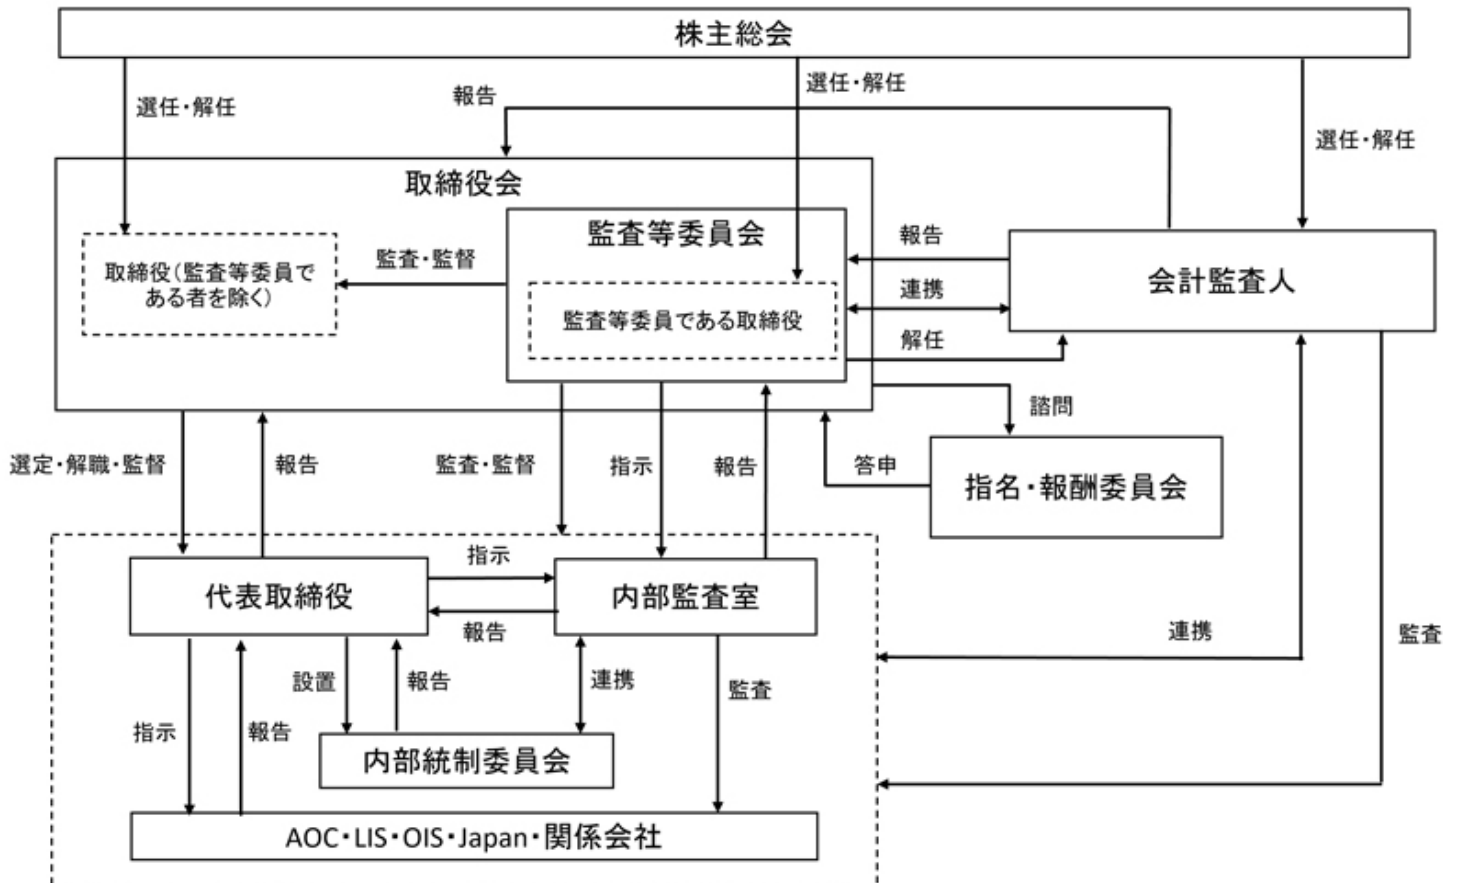 株主総会
選任・解任
報告
選任・解任
選任・解任
取締役会
監査等委員会
取締役（監査等委員で
ある者を除く）
監査・監督
監査等委員である取締役
報告
連携
解任
会計監査人
諮問
選定・解職・監督
報告
監査・監督
指示
報告
答申
指名・報酬委員会
代表取締役
指示
報告
内部監査室
連携
監査
設置
報告
連携
監査
指示
報告
内部統制委員会
AOC・LIS・OIS・Japan・関係会社